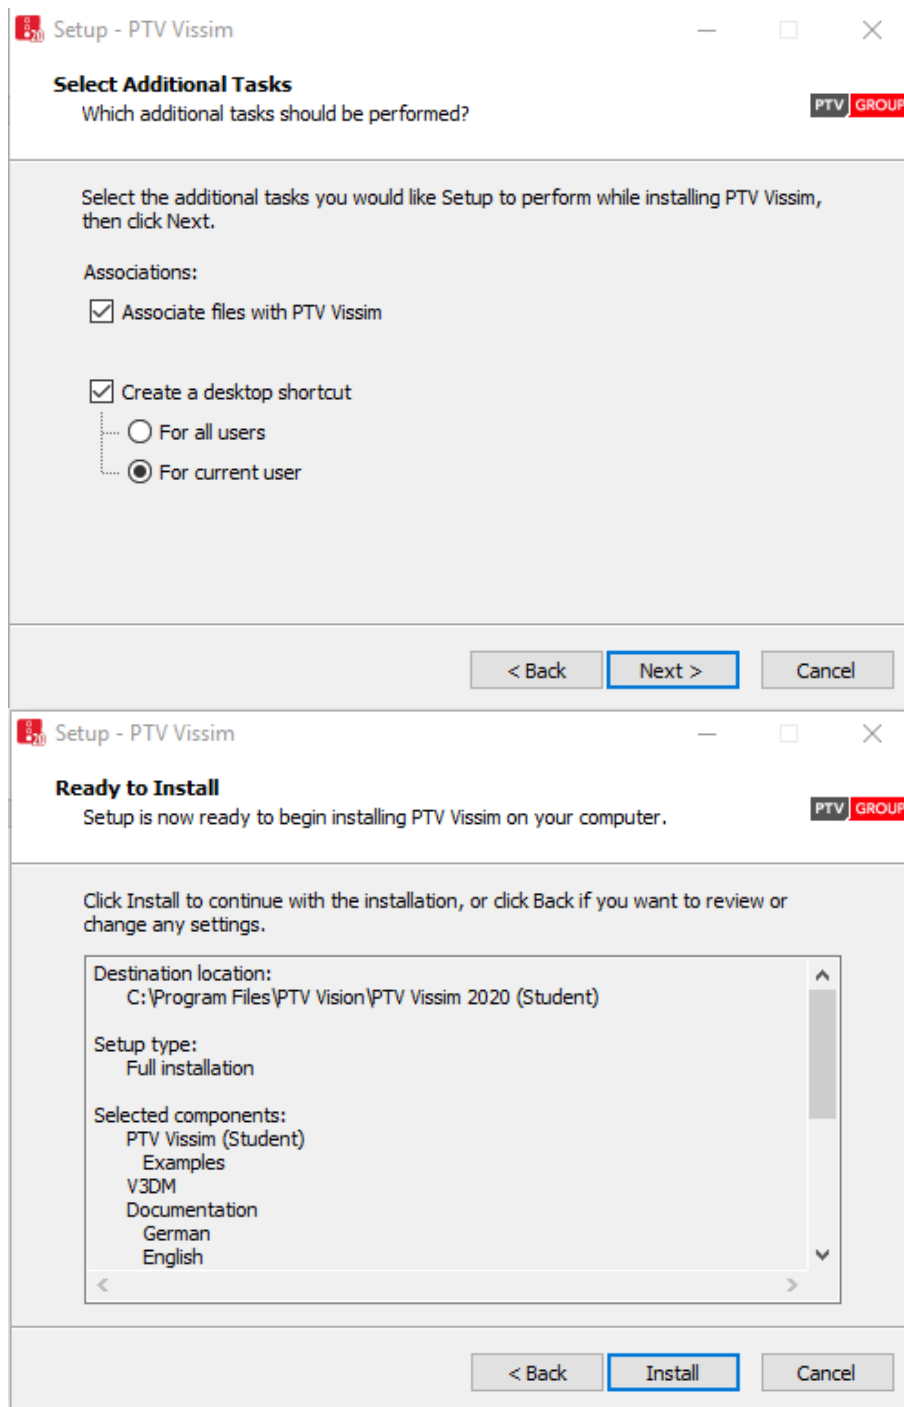 Setup - PTV Vissim
Select Additional Tasks
Which additional tasks should be performed?
PTV GROUP
Select the additional tasks you would like Setup to perform while installing PTV Vissim,
then click Next.
Associations:
Associate files with PTV Vissim
Create a desktop shortcut
For all users
For current user
< Back
Next >
Cancel
Setup - PTV Vissim
Ready to Install
Setup is now ready to begin installing PTV Vissim on your computer.
PTV GROUP
Click Install to continue with the installation, or click Back if you want to review or
change any settings.
Destination location:
C:\Program Files\PTV Vision\PTV Vissim 2020 (Student)
Setup type:
Full installation
Selected components:
PTV Vissim (Student)
Examples
V3DM
Documentation
German
English
< Back
Install
Cancel